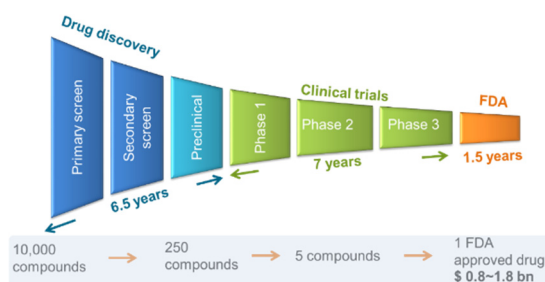 Drug discovery
Primary screen
Secondary
screen
Preclinical
6.5 years
Clinical trials
Phase 1
Phase 2
Phase 3
7 years
FDA
1.5 years
10,000
compounds
250
compounds
5 compounds
1 FDA
approved drug
$ 0.8~1.8 bn